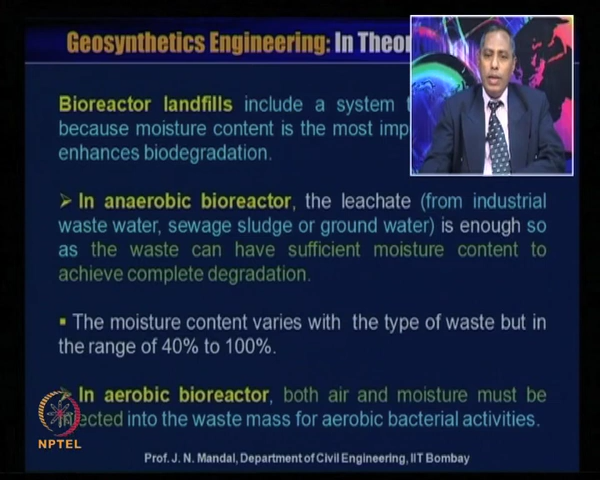 Geosynthetics Engineering: In Theor
Bioreactor landfills include a system t
because moisture content is the most imp
enhances biodegradation.
➢ In anaerobic bioreactor, the leachate (from industrial
waste water, sewage sludge or ground water) is enough so
as the waste can have sufficient moisture content to
achieve complete degradation.
▪ The moisture content varies with the type of waste but in
the range of 40% to 100%.
➢ In aerobic bioreactor, both air and moisture must be
injected into the waste mass for aerobic bacterial activities.
NPTEL
Prof. J. N. Mandal, Department of Civil Engineering, IIT Bombay